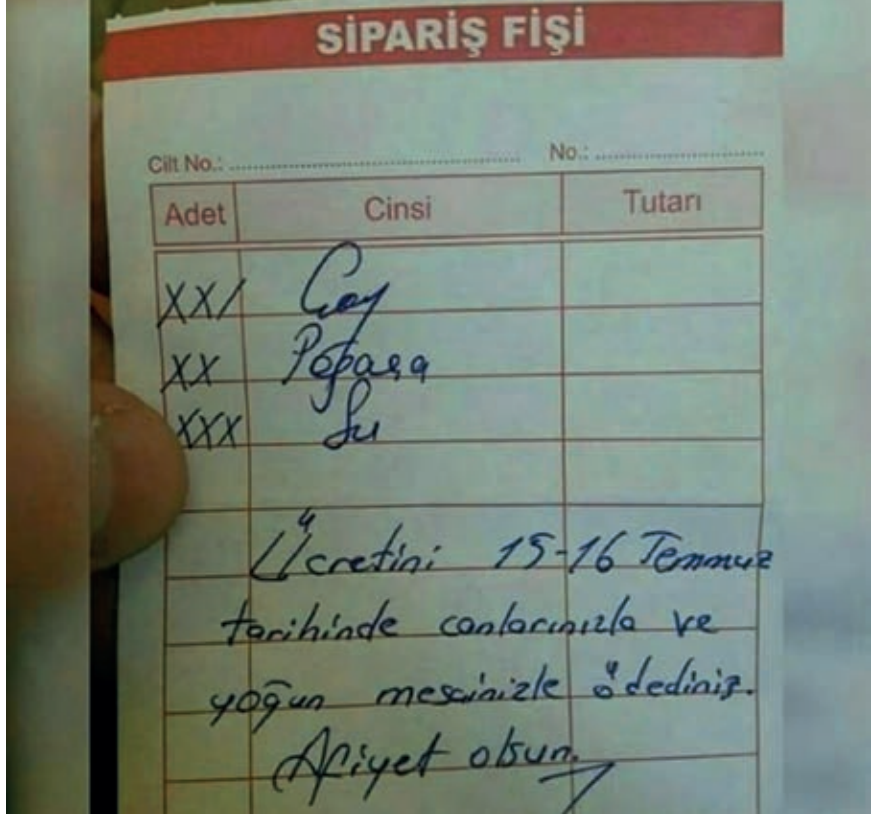 SİPARİŞ FİŞİ
Cilt No.: ........................ No.: ........................
Adet Cinsi Tutarı
XX/ Çay
XX Poğaça
XXX Su
Ücretini 15-16 Temmuz
tarihinde canlarınızla ve
yoğun mesainizle ödediniz.
Afiyet olsun.